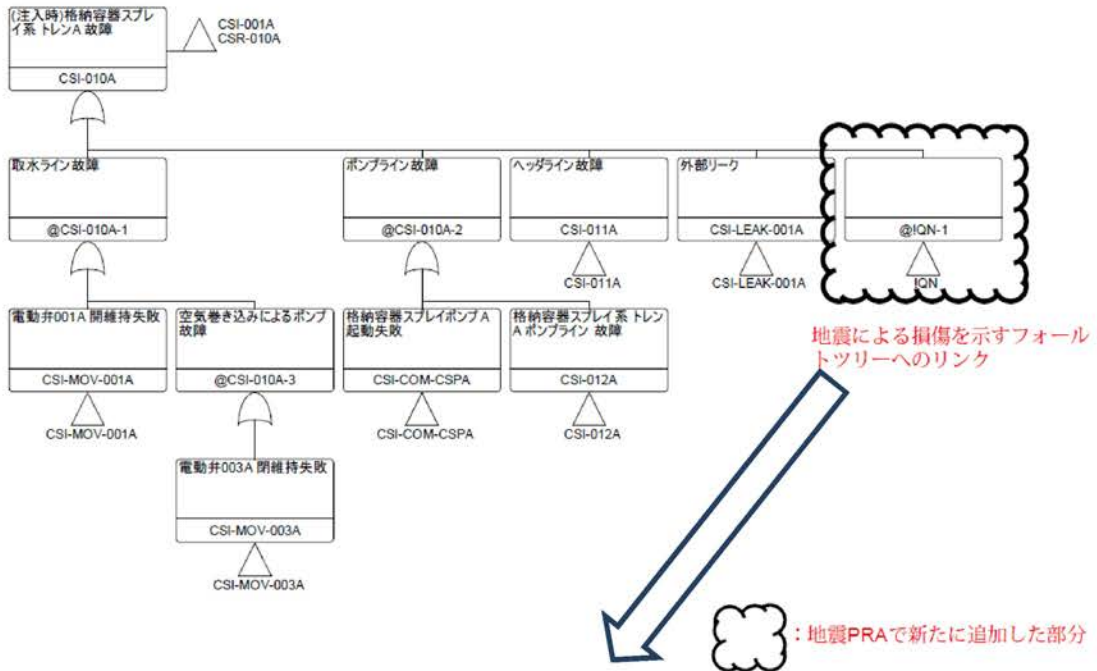 (注入時)格納容器スプレ
イ系 トレンA 故障
CSI-010A
CSI-001A
CSR-010A
取水ライン故障
@CSI-010A-1
ポンプライン故障
@CSI-010A-2
ヘッダライン故障
CSI-011A
CSI-011A
外部リーク
CSI-LEAK-001A
CSI-LEAK-001A
@!QN-1
!QN
電動弁001A 開維持失敗
CSI-MOV-001A
CSI-MOV-001A
空気巻き込みによるポンプ
故障
@CSI-010A-3
格納容器スプレイポンプ A
起動失敗
CSI-COM-CSPA
CSI-COM-CSPA
格納容器スプレイ系 トレン
A ポンプライン 故障
CSI-012A
CSI-012A
地震による損傷を示すフォール
トツリーへのリンク
電動弁003A 閉維持失敗
CSI-MOV-003A
CSI-MOV-003A
：地震PRAで新たに追加した部分